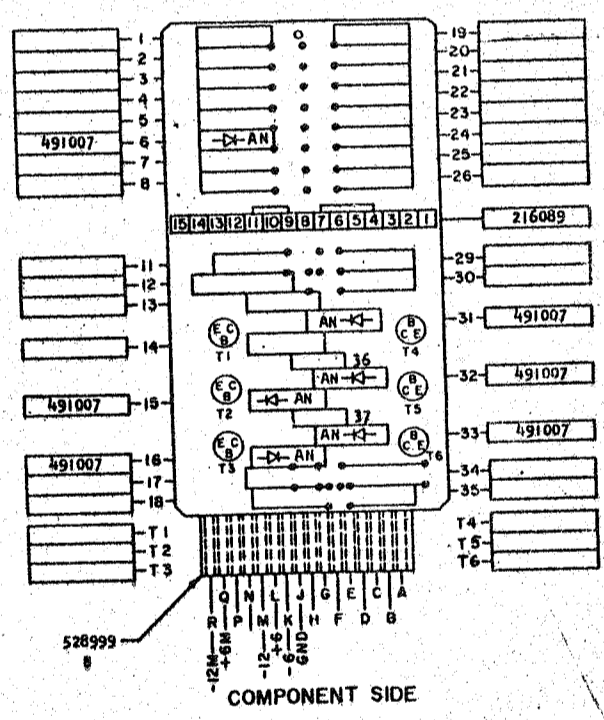 1
2
3
4
5
491007 6
7
8
19
20
21
22
23
24
25
26
AN
15 14 13 12 11 10 9 8 7 6 5 4 3 2 1
216089
11
12
13
14
491007 15
491007 16
17
18
29
30
31 491007
32 491007
33 491007
34
35
AN
36
AN
AN
37
AN
AN
E C B
T1
E C B
T2
E C B
T3
B C E
T4
B C E
T5
B C E
T6
T1
T2
T3
T4
T5
T6
R Q P N M L K J H G F E D C B A
-12M
+6M
-12
+6
-6
GND
528999
B
COMPONENT SIDE